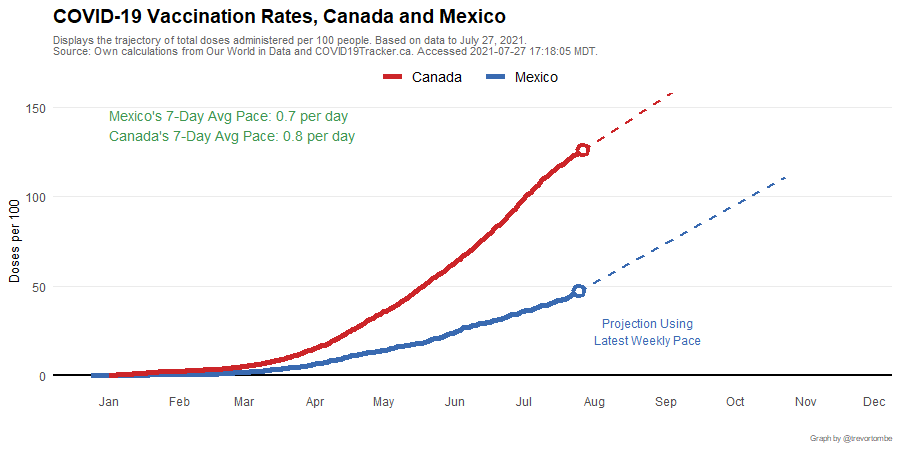 COVID-19 Vaccination Rates, Canada and Mexico
Displays the trajectory of total doses administered per 100 people. Based on data to July 27, 2021.
Source: Own calculations from Our World in Data and COVID19Tracker.ca. Accessed 2021-07-27 17:18:05 MDT.
Canada Mexico
Mexico's 7-Day Avg Pace: 0.7 per day
Canada's 7-Day Avg Pace: 0.8 per day
Doses per 100
150
100
50
0
Projection Using
Latest Weekly Pace
Jan Feb Mar Apr May Jun Jul Aug Sep Oct Nov Dec
Graph by @trevortombe